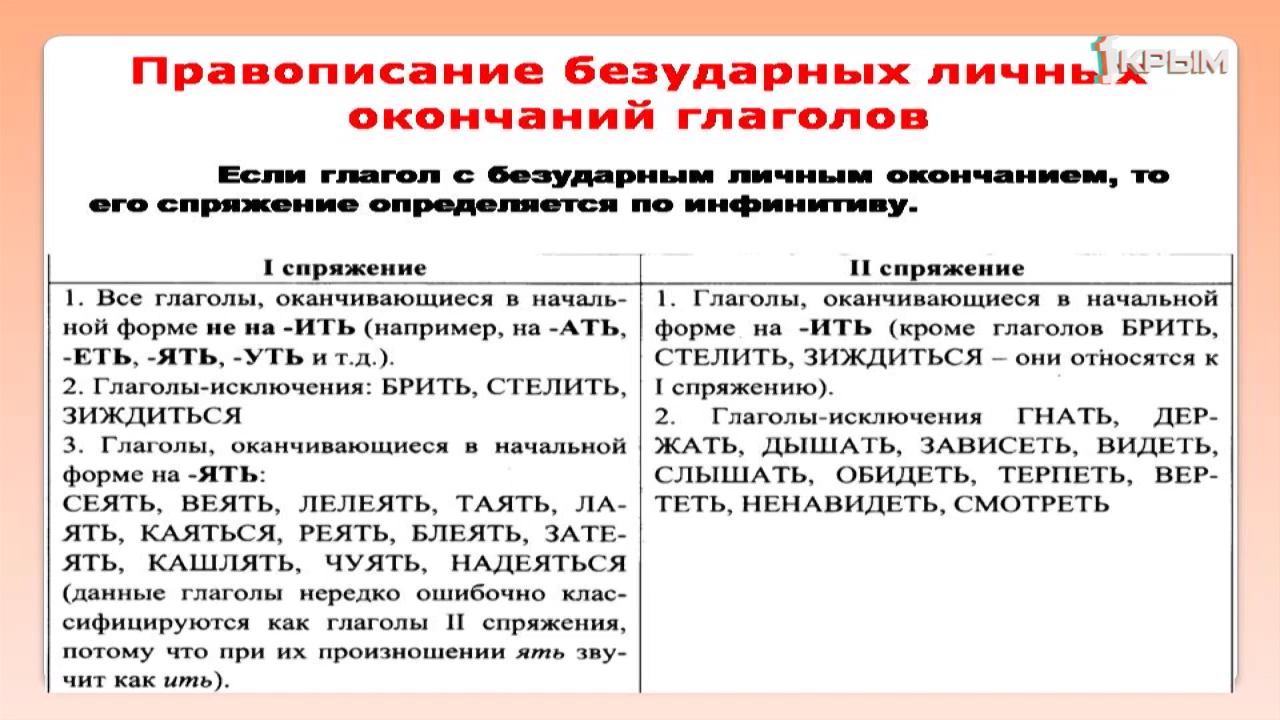 Правописание безударных личных
1КРЫМ
окончаний глаголов
Если глагол с безударным личным окончанием, то
его спряжение определяется по инфинитиву.
I спряжение
1. Все глаголы, оканчивающиеся в началь-
ной форме не на -ИТЬ (например, на -АТЬ,
-ЕТЬ, -ЯТЬ, -УТЬ и т.д.).
2. Глаголы-исключения: БРИТЬ, СТЕЛИТЬ,
ЗИЖДИТЬСЯ
3. Глаголы, оканчивающиеся в начальной
форме на -ЯТЬ:
СЕЯТЬ, ВЕЯТЬ, ЛЕЛЕЯТЬ, ТАЯТЬ, ЛА-
ЯТЬ, КАЯТЬСЯ, РЕЯТЬ, БЛЕЯТЬ, ЗАТЕ-
ЯТЬ, КАШЛЯТЬ, ЧУЯТЬ, НАДЕЯТЬСЯ
(данные глаголы нередко ошибочно клас-
сифицируются как глаголы II спряжения,
потому что при их произношении ять зву-
чит как ить).
II спряжение
1. Глаголы, оканчивающиеся в начальной
форме на -ИТЬ (кроме глаголов БРИТЬ,
СТЕЛИТЬ, ЗИЖДИТЬСЯ – они относятся к
I спряжению).
2. Глаголы-исключения ГНАТЬ, ДЕР-
ЖАТЬ, ДЫШАТЬ, ЗАВИСЕТЬ, ВИДЕТЬ,
СЛЫШАТЬ, ОБИДЕТЬ, ТЕРПЕТЬ, ВЕР-
ТЕТЬ, НЕНАВИДЕТЬ, СМОТРЕТЬ